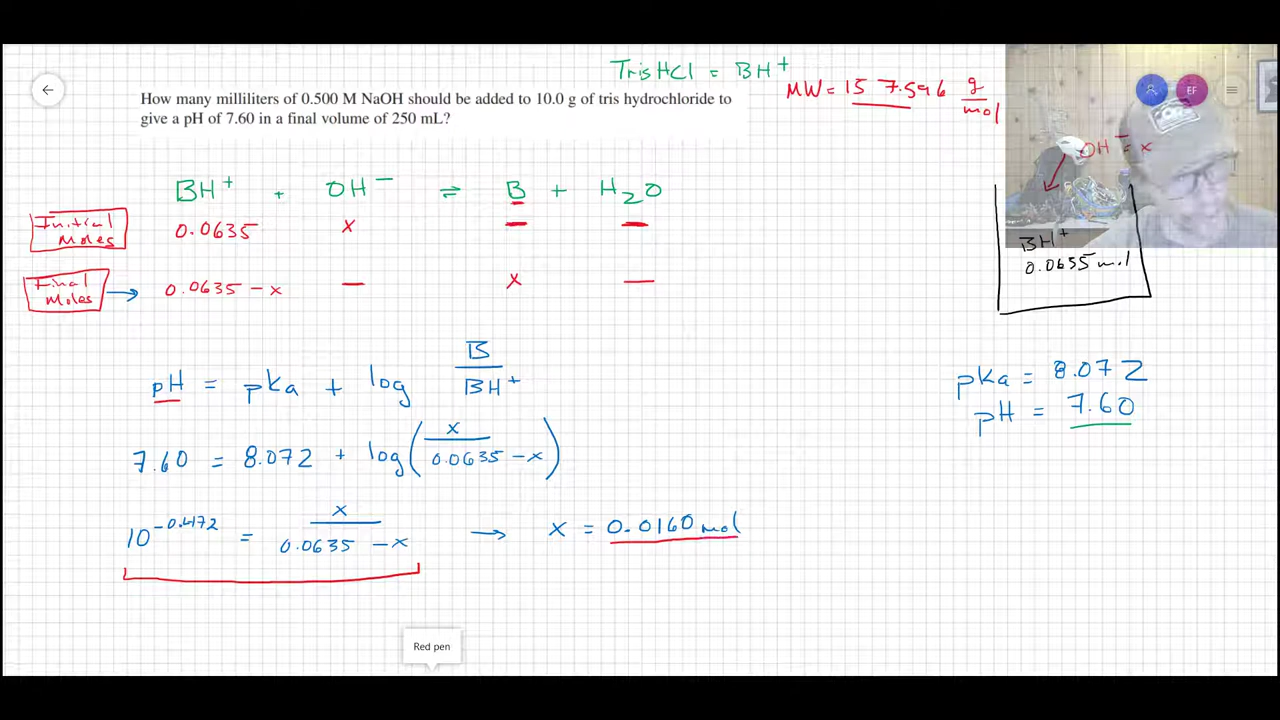 TrisHCl = BH⁺
MW = 157.596 g/mol
EF
How many milliliters of 0.500 M NaOH should be added to 10.0 g of tris hydrochloride to
give a pH of 7.60 in a final volume of 250 mL?
OH⁻ = x
BH⁺ + OH⁻ ⇌ B + H₂O
Initial Moles 0.0635 x — —
BH⁺
0.0635 mol
Final Moles → 0.0635 - x — x —
pH = pKa + log B/BH⁺
pKa = 8.072
pH = 7.60
7.60 = 8.072 + log(x/0.0635 - x)
10^-0.472 = x/0.0635 - x → x = 0.0160 mol
Red pen